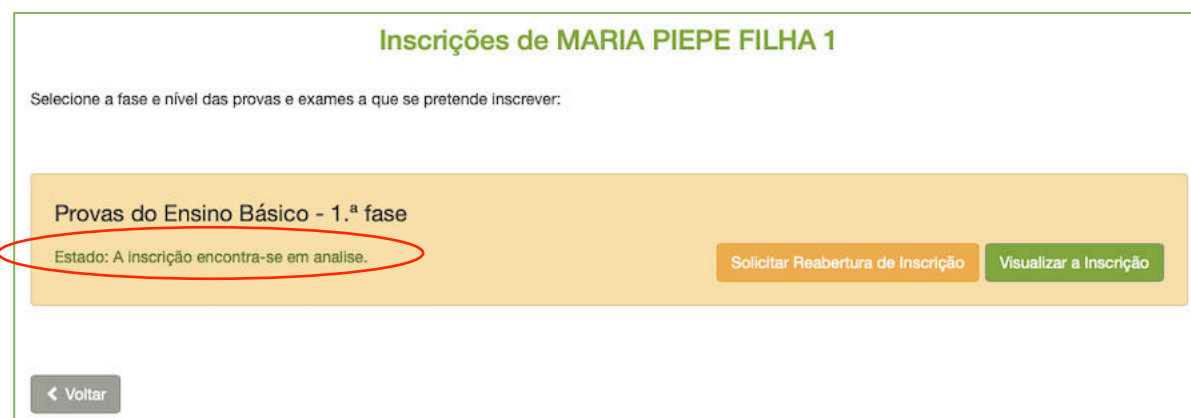 Inscrições de MARIA PIEPE FILHA 1
Selecione a fase e nível das provas e exames a que se pretende inscrever:
Provas do Ensino Básico - 1.ª fase
Estado: A inscrição encontra-se em analise.
Solicitar Reabertura de Inscrição
Visualizar a Inscrição
Voltar